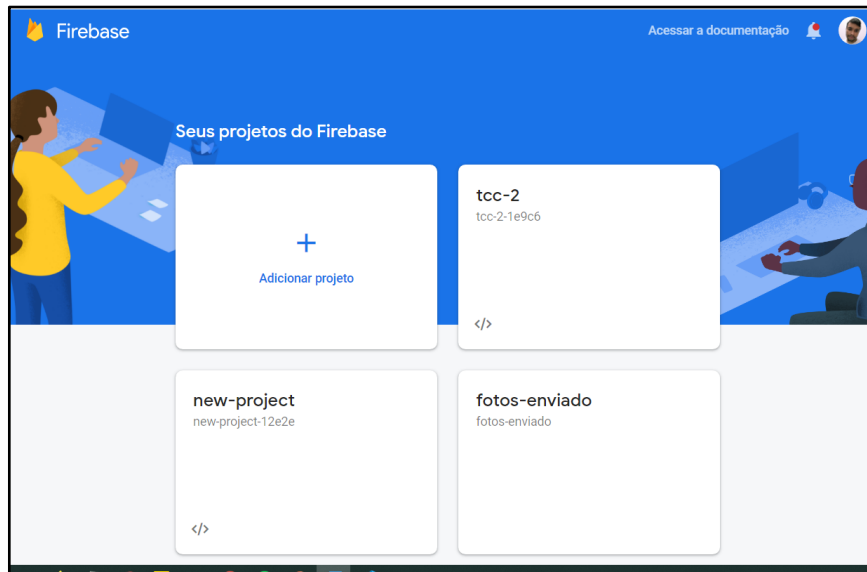 Firebase
Acessar a documentação
Seus projetos do Firebase
Adicionar projeto
tcc-2
tcc-2-1e9c6
</>
new-project
new-project-12e2e
</>
fotos-enviado
fotos-enviado